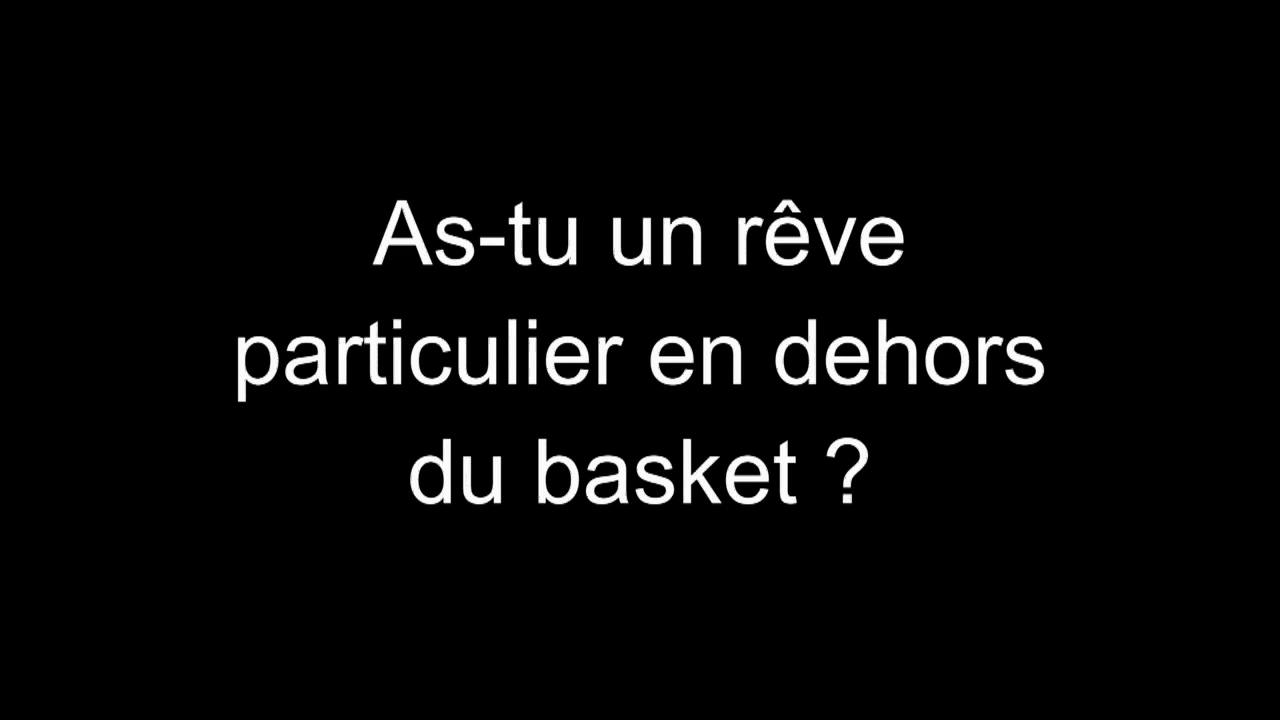 As-tu un rêve
particulier en dehors
du basket ?